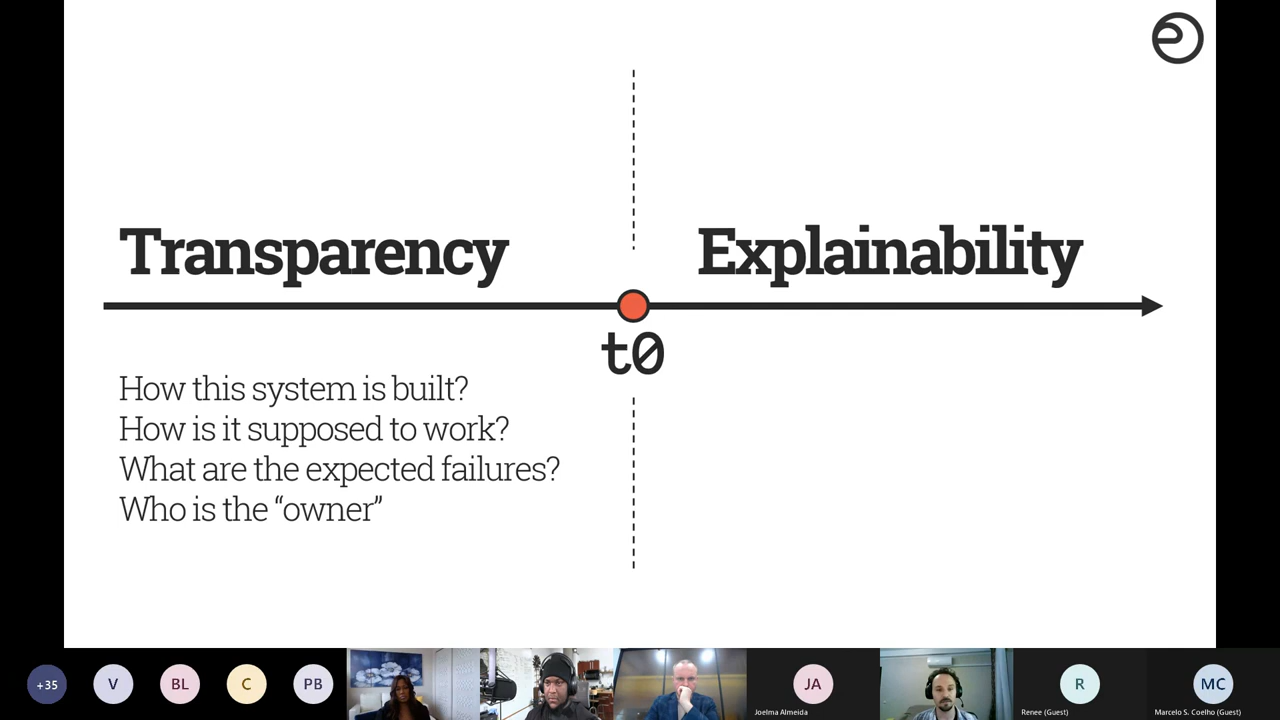 Transparency
Explainability
t0
How this system is built?
How is it supposed to work?
What are the expected failures?
Who is the “owner”
+35
V
BL
C
PB
JA
Joelma Almeida
R
Renee (Guest)
MC
Marcelo S. Coelho (Guest)